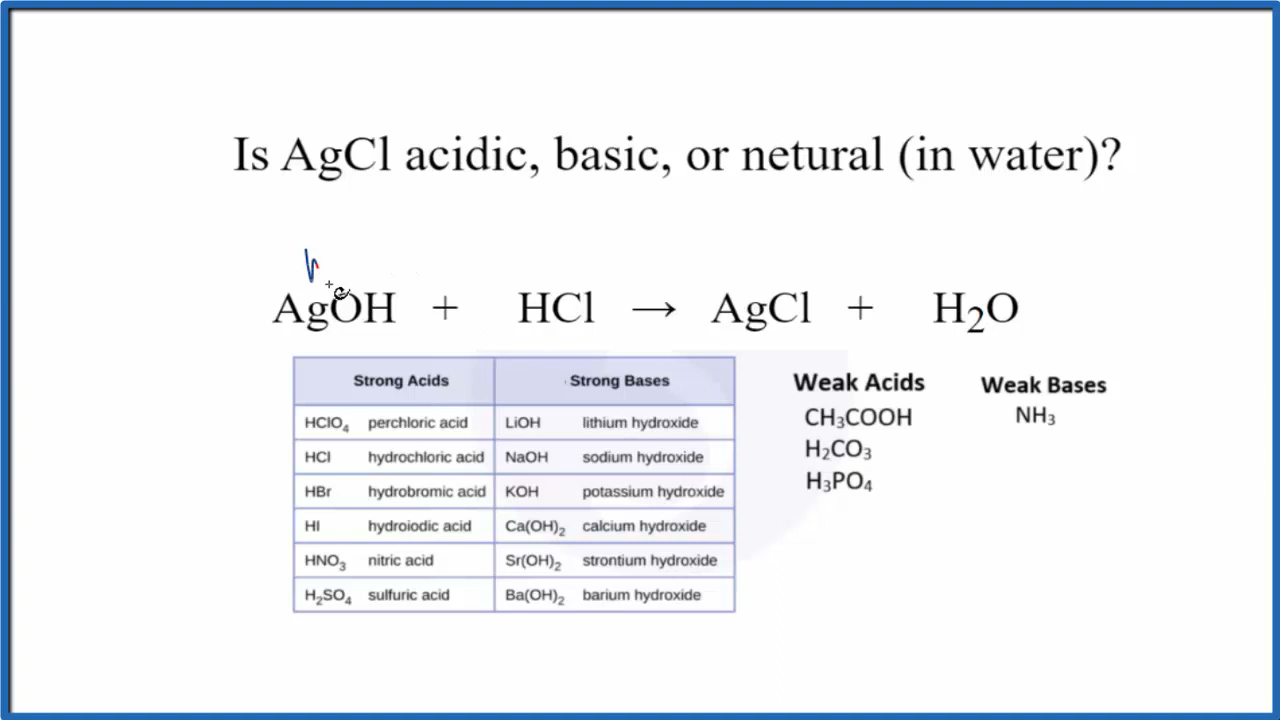 Is AgCl acidic, basic, or netural (in water)?
AgOH + HCl → AgCl + H₂O
Strong Acids Strong Bases
HClO₄ perchloric acid LiOH lithium hydroxide
HCl hydrochloric acid NaOH sodium hydroxide
HBr hydrobromic acid KOH potassium hydroxide
HI hydroiodic acid Ca(OH)₂ calcium hydroxide
HNO₃ nitric acid Sr(OH)₂ strontium hydroxide
H₂SO₄ sulfuric acid Ba(OH)₂ barium hydroxide
Weak Acids
CH₃COOH
H₂CO₃
H₃PO₄
Weak Bases
NH₃